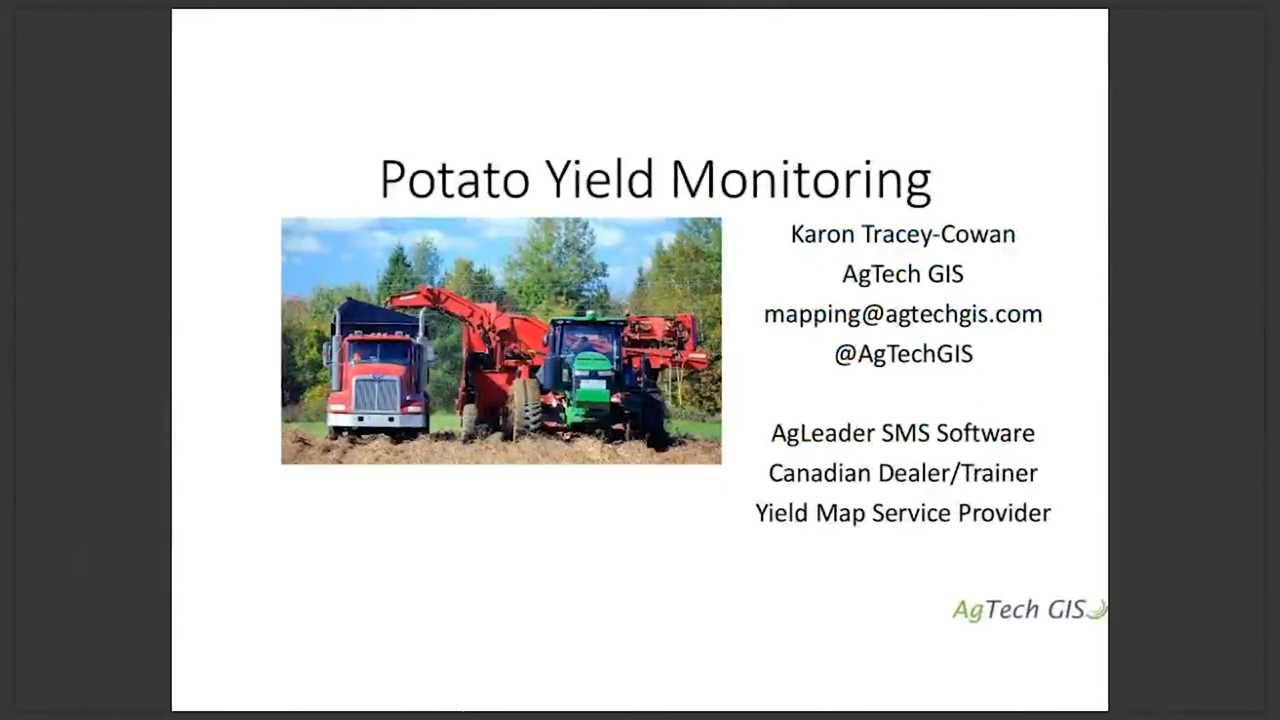 Potato Yield Monitoring
Karon Tracey-Cowan
AgTech GIS
mapping@agtechgis.com
@AgTechGIS
AgLeader SMS Software
Canadian Dealer/Trainer
Yield Map Service Provider
AgTech GIS